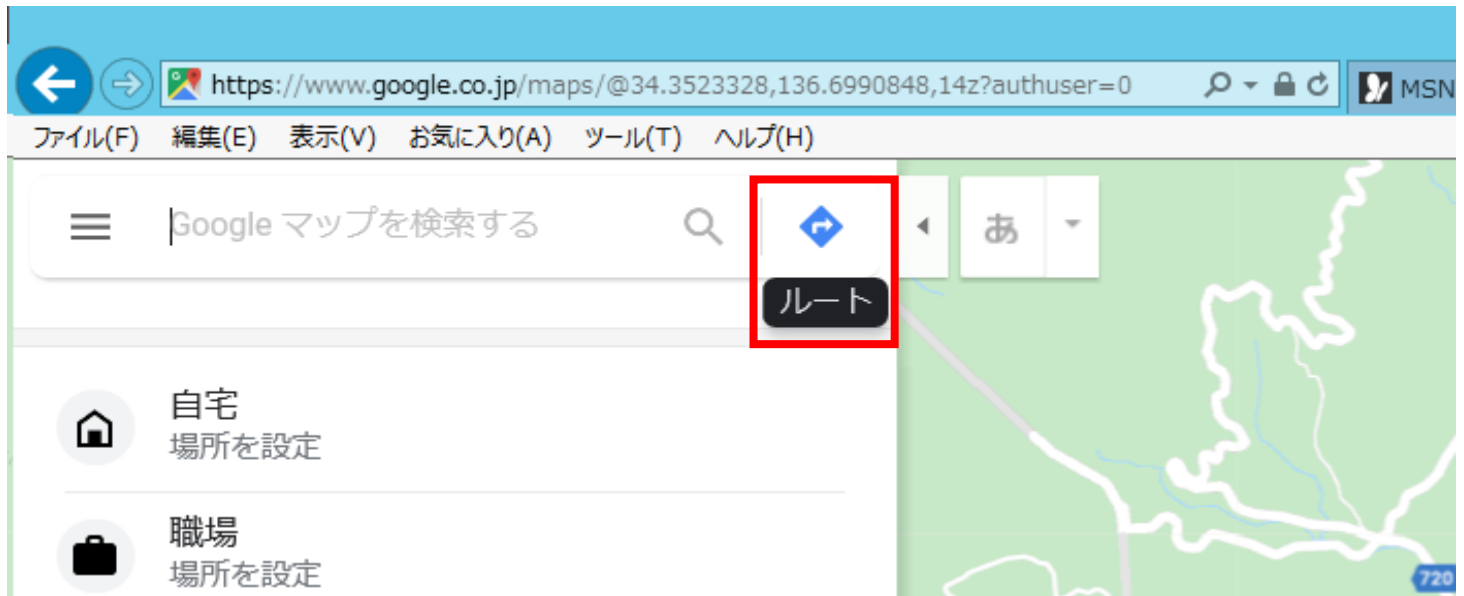 https://www.google.co.jp/maps/@34.3523328,136.6990848,14z?authuser=0
MSN
ファイル(F) 編集(E) 表示(V) お気に入り(A) ツール(T) ヘルプ(H)
Google マップを検索する
あ
ルート
自宅
場所を設定
職場
場所を設定
720